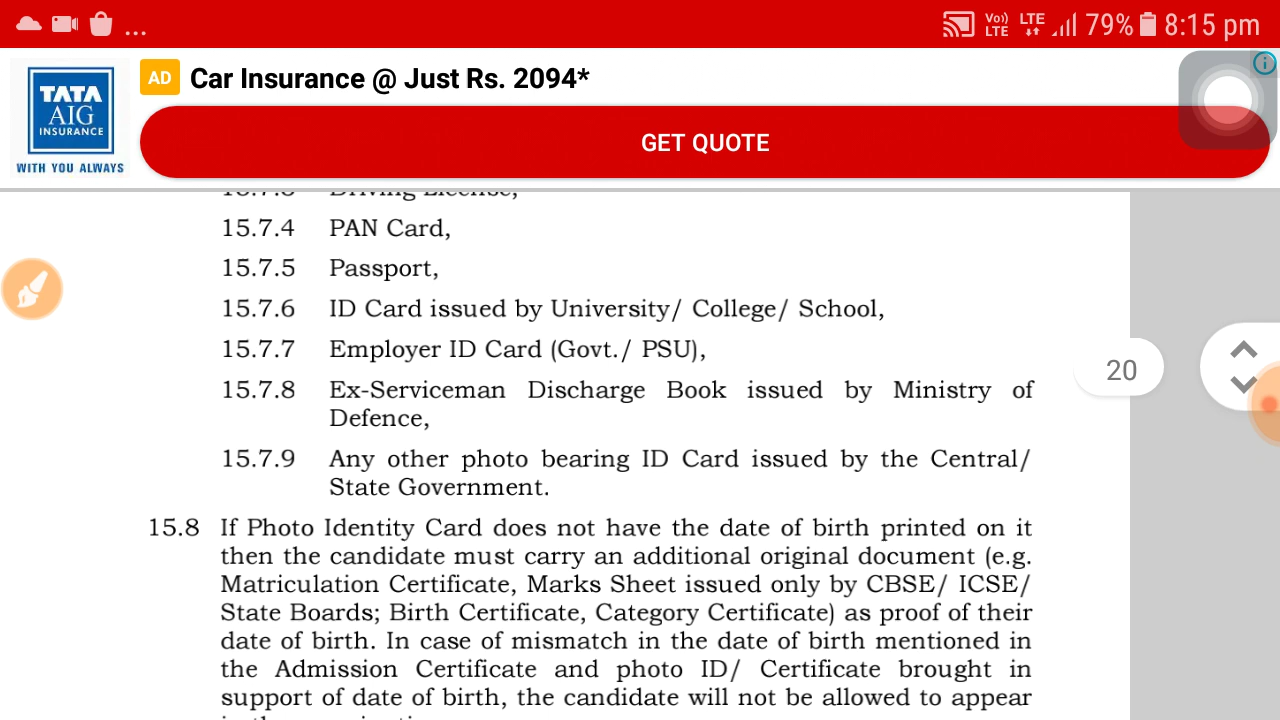 ...
Vo))
LTE
LTE
79%
8:15 pm
TATA
AIG
INSURANCE
WITH YOU ALWAYS
AD
Car Insurance @ Just Rs. 2094*
GET QUOTE
Driving License,
15.7.4 PAN Card,
15.7.5 Passport,
15.7.6 ID Card issued by University/ College/ School,
15.7.7 Employer ID Card (Govt./ PSU),
15.7.8 Ex-Serviceman Discharge Book issued by Ministry of
Defence,
15.7.9 Any other photo bearing ID Card issued by the Central/
State Government.
20
15.8 If Photo Identity Card does not have the date of birth printed on it
then the candidate must carry an additional original document (e.g.
Matriculation Certificate, Marks Sheet issued only by CBSE/ ICSE/
State Boards; Birth Certificate, Category Certificate) as proof of their
date of birth. In case of mismatch in the date of birth mentioned in
the Admission Certificate and photo ID/ Certificate brought in
support of date of birth, the candidate will not be allowed to appear